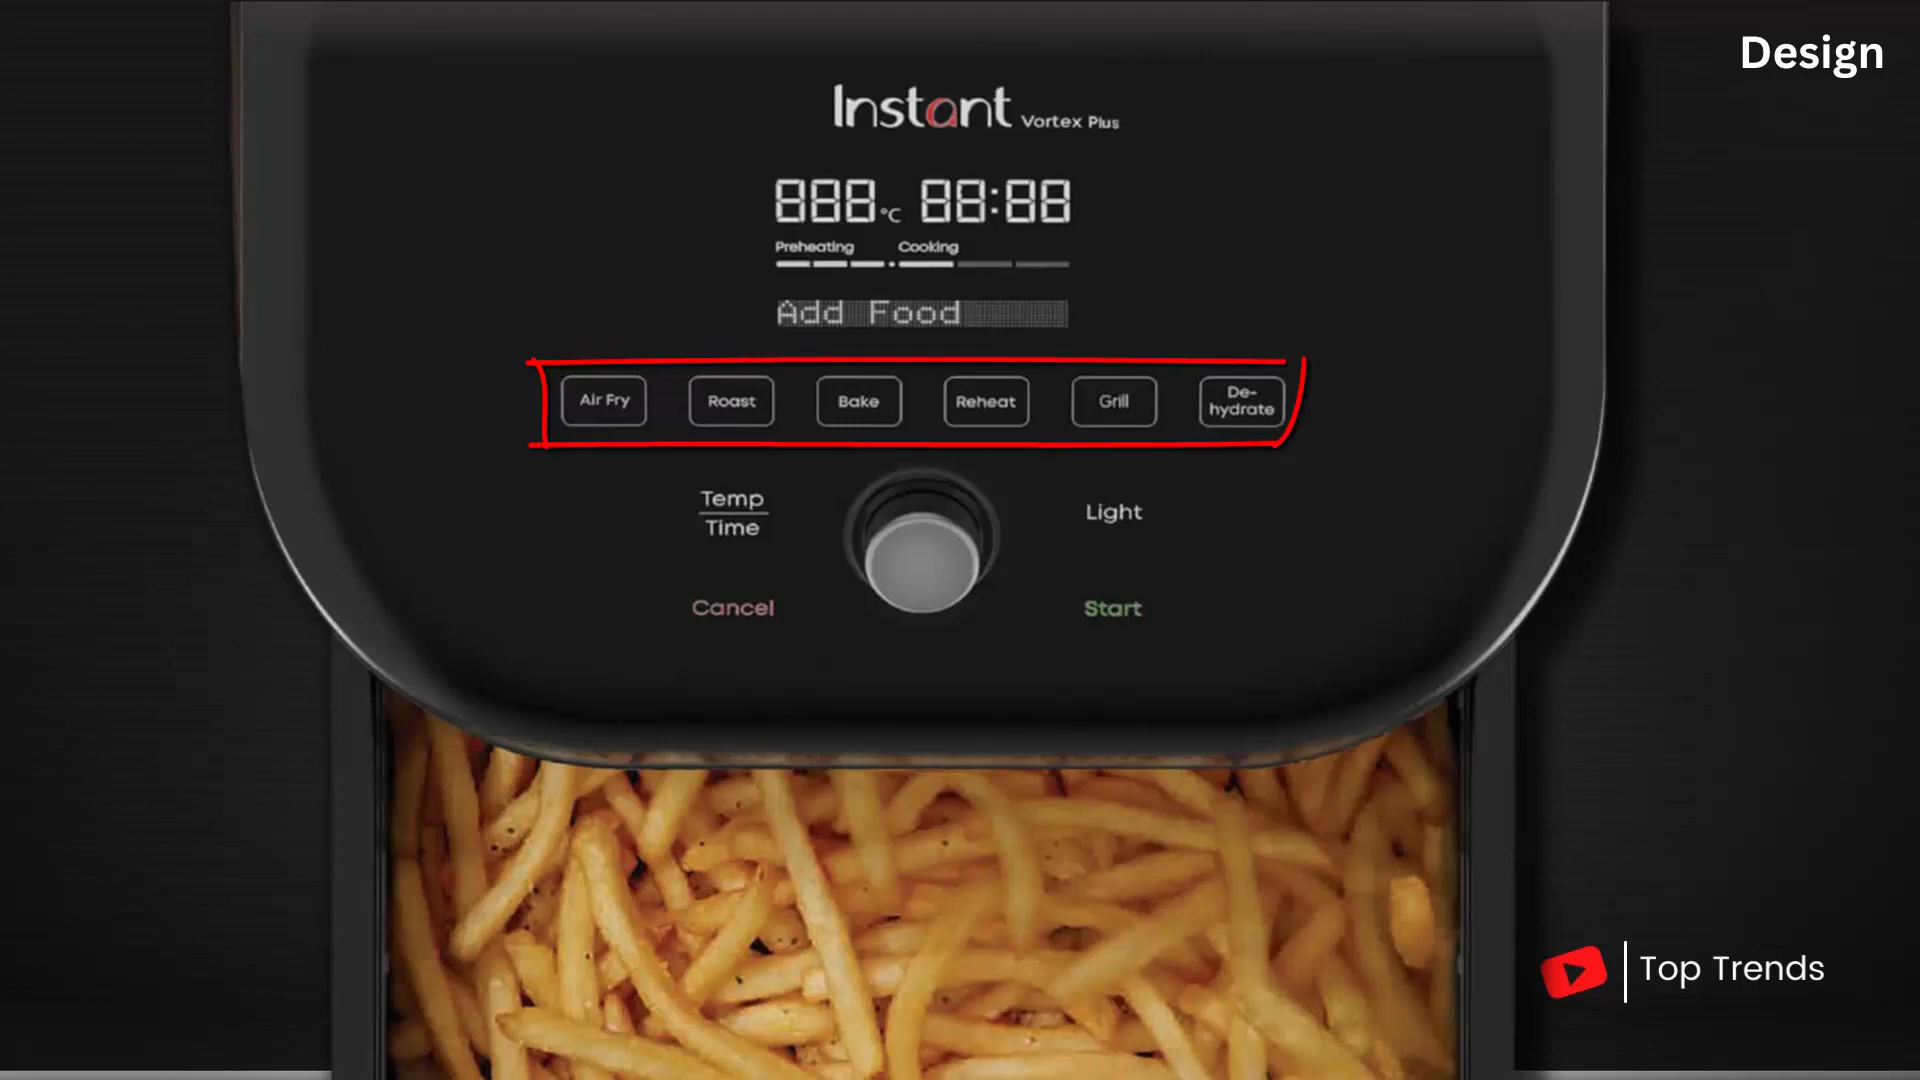 Design
Instant Vortex Plus
888°C 88:88
Preheating Cooking
Add Food
Air Fry Roast Bake Reheat Grill De-
hydrate
Temp
Time
Light
Cancel
Start
Top Trends